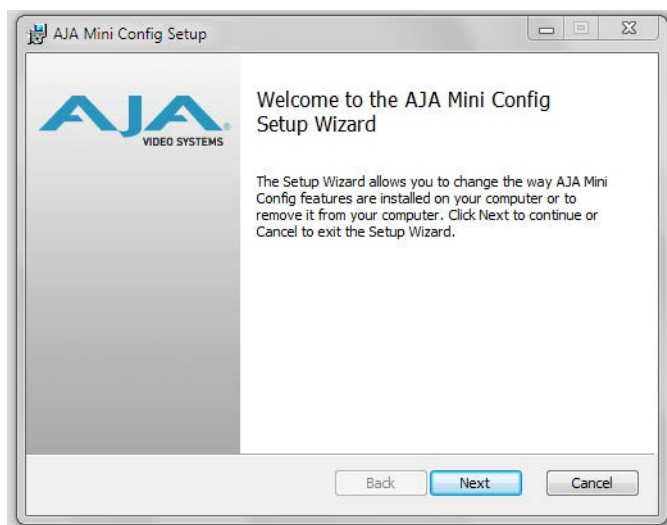 AJA Mini Config Setup
AJA
VIDEO SYSTEMS
Welcome to the AJA Mini Config
Setup Wizard
The Setup Wizard allows you to change the way AJA Mini
Config features are installed on your computer or to
remove it from your computer. Click Next to continue or
Cancel to exit the Setup Wizard.
Back
Next
Cancel